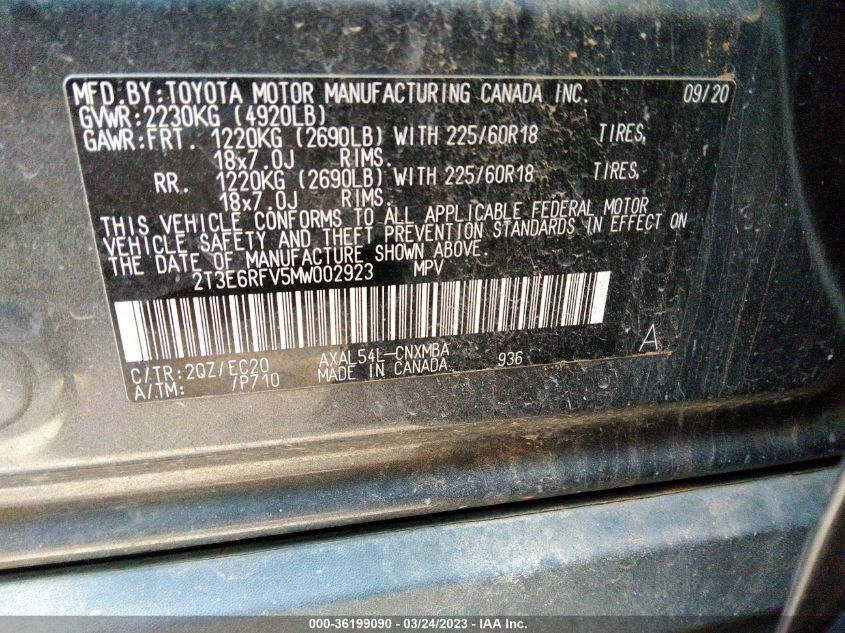 MFD.BY:TOYOTA MOTOR MANUFACTURING CANADA INC. 09/20
GVWR:2230KG (4920LB)
GAWR:FRT. 1220KG (2690LB) WITH 225/60R18 TIRES,
18x7.0J RIMS.
RR. 1220KG (2690LB) WITH 225/60R18 TIRES,
18x7.0J RIMS.
THIS VEHICLE CONFORMS TO ALL APPLICABLE FEDERAL MOTOR
VEHICLE SAFETY AND THEFT PREVENTION STANDARDS IN EFFECT ON
THE DATE OF MANUFACTURE SHOWN ABOVE.
2T3E6RFV5MW002923 MPV
C/TR:2QZ/EC20 AXAL54L-CNXMBA 936 A
A/TM: /P710 MADE IN CANADA
000-36199090 - 03/24/2023 - IAA Inc.